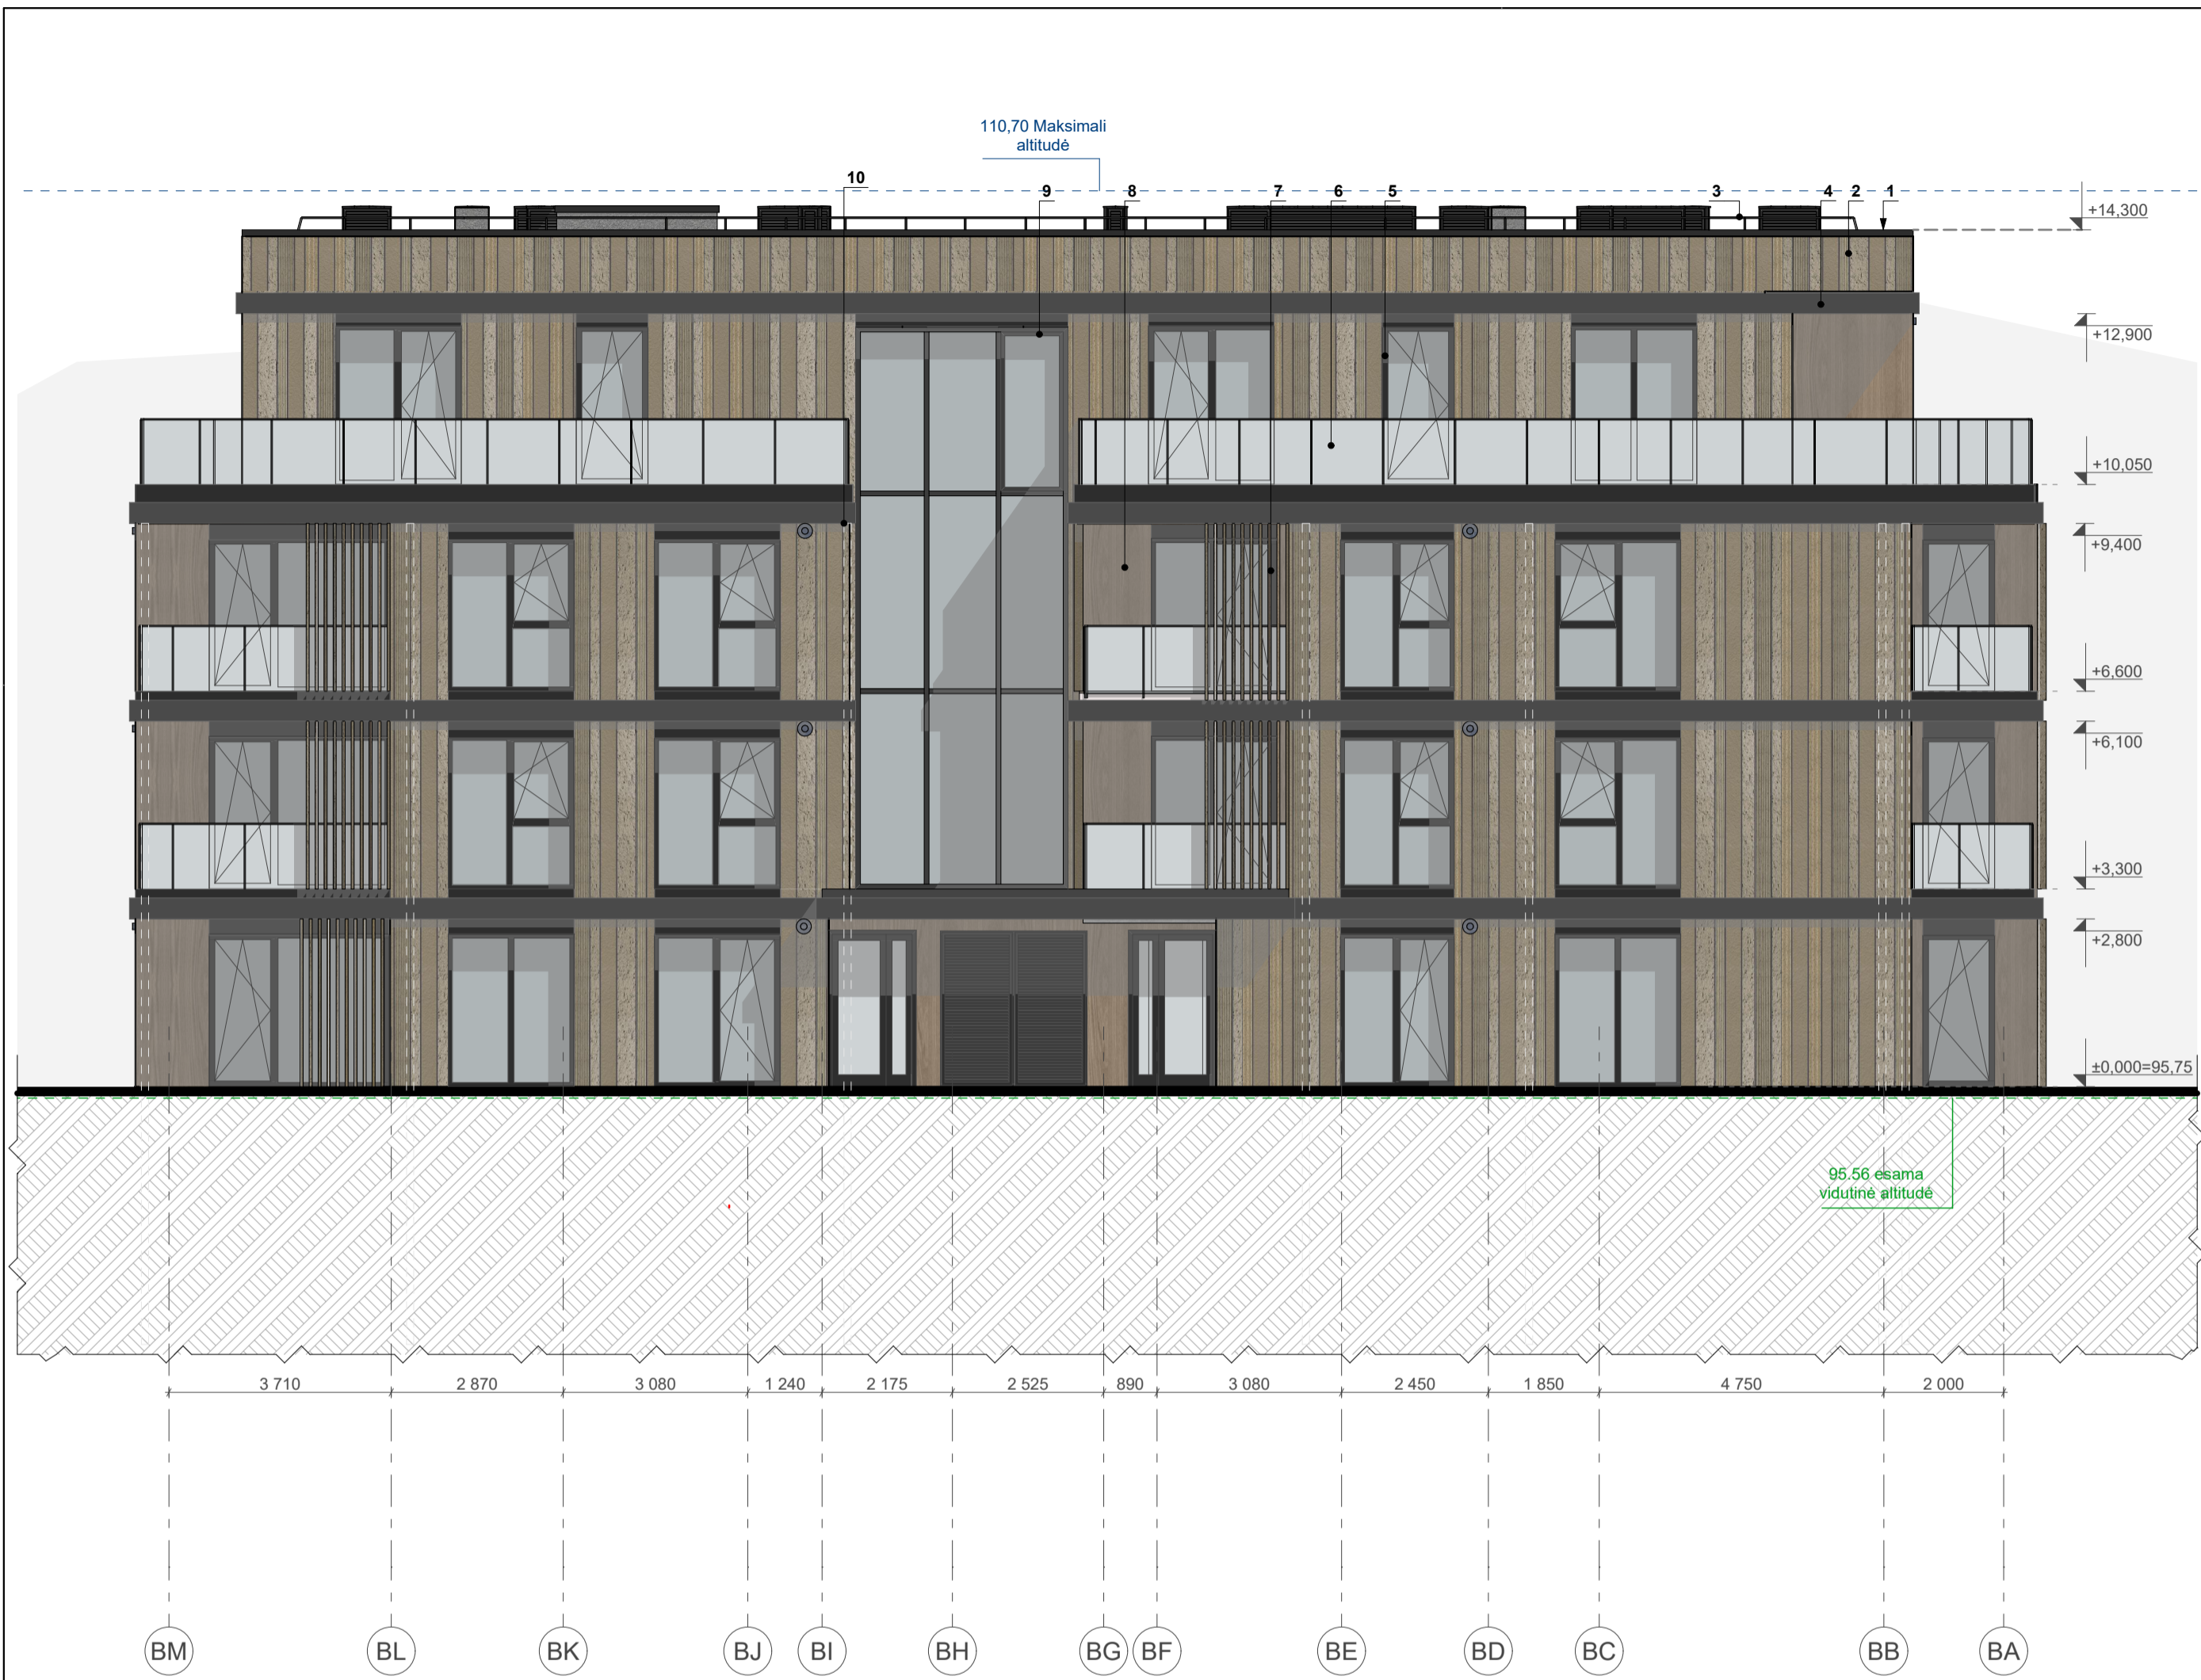 110,70 Maksimali
altitudė
10
9
8
7
6
5
3
4
2
1
+14,300
+12,900
+10,050
+9,400
+6,600
+6,100
+3,300
+2,800
±0,000=95,75
95.56 esama
vidutinė altitudė
3 710
2 870
3 080
1 240
2 175
2 525
890
3 080
2 450
1 850
4 750
2 000
BM
BL
BK
BJ
BI
BH
BG
BF
BE
BD
BC
BB
BA